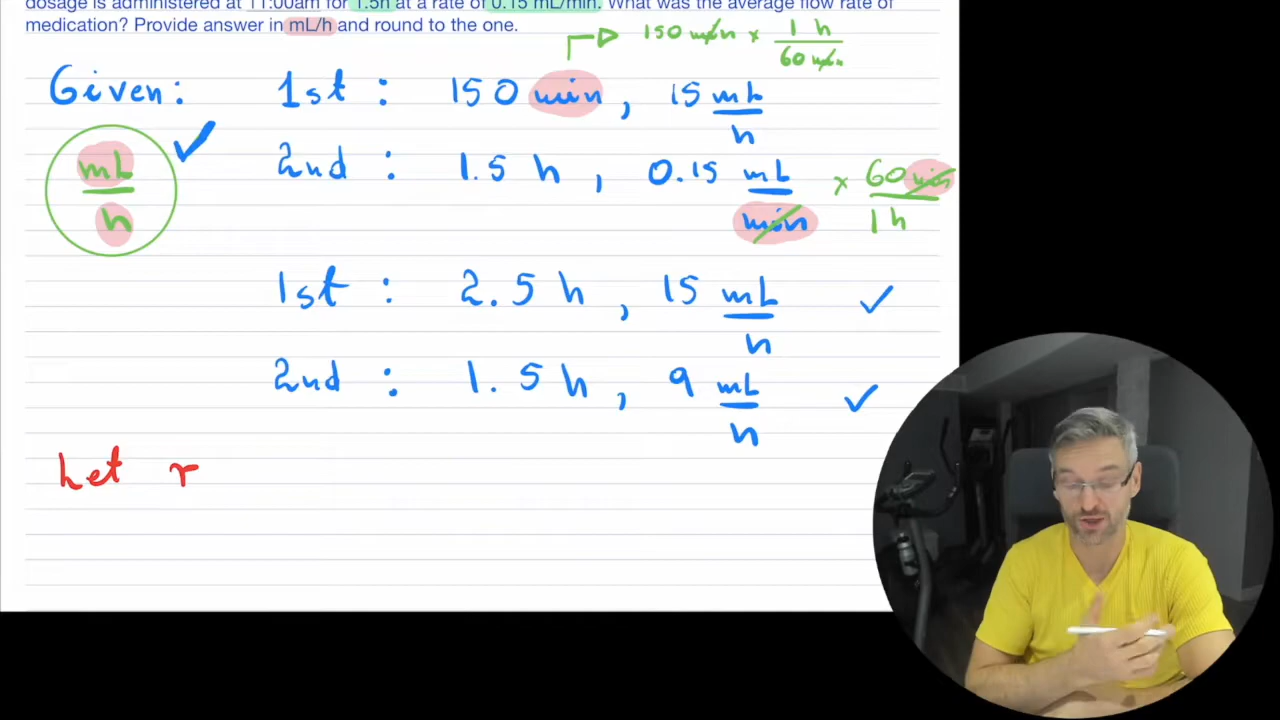 dosage is administered at 11:00am for 1.5h at a rate of 0.15 mL/min. What was the average flow rate of
medication? Provide answer in mL/h and round to the one.
150 min × 1 h / 60 min
Given: 1st : 150 min, 15 mL/h
mL/h ✓
2nd : 1.5 h, 0.15 mL/min × 60 min / 1 h
1st : 2.5 h, 15 mL/h ✓
2nd : 1.5 h, 9 mL/h ✓
Let r